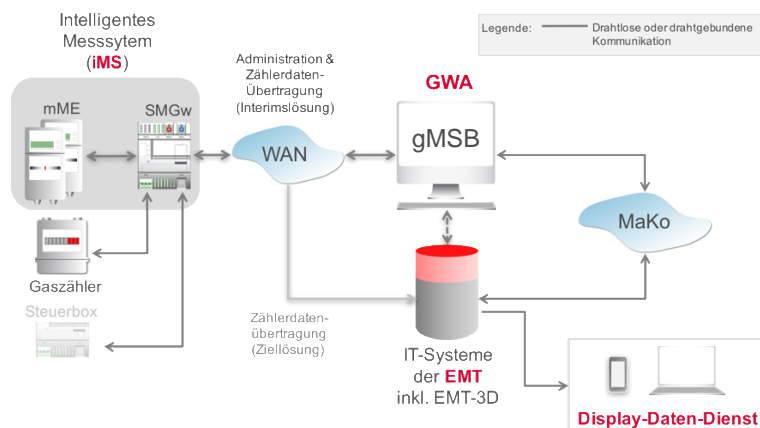 Intelligentes
Messsytem
(iMS)
Legende:
Drahtlose oder drahtgebundene
Kommunikation
Administration &
Zählerdaten-
Übertragung
(Interimslösung)
GWA
mME
SMGw
gMSB
WAN
MaKo
Gaszähler
Steuerbox
Zählerdaten-
übertragung
(Ziellösung)
IT-Systeme
der EMT
inkl. EMT-3D
Display-Daten-Dienst